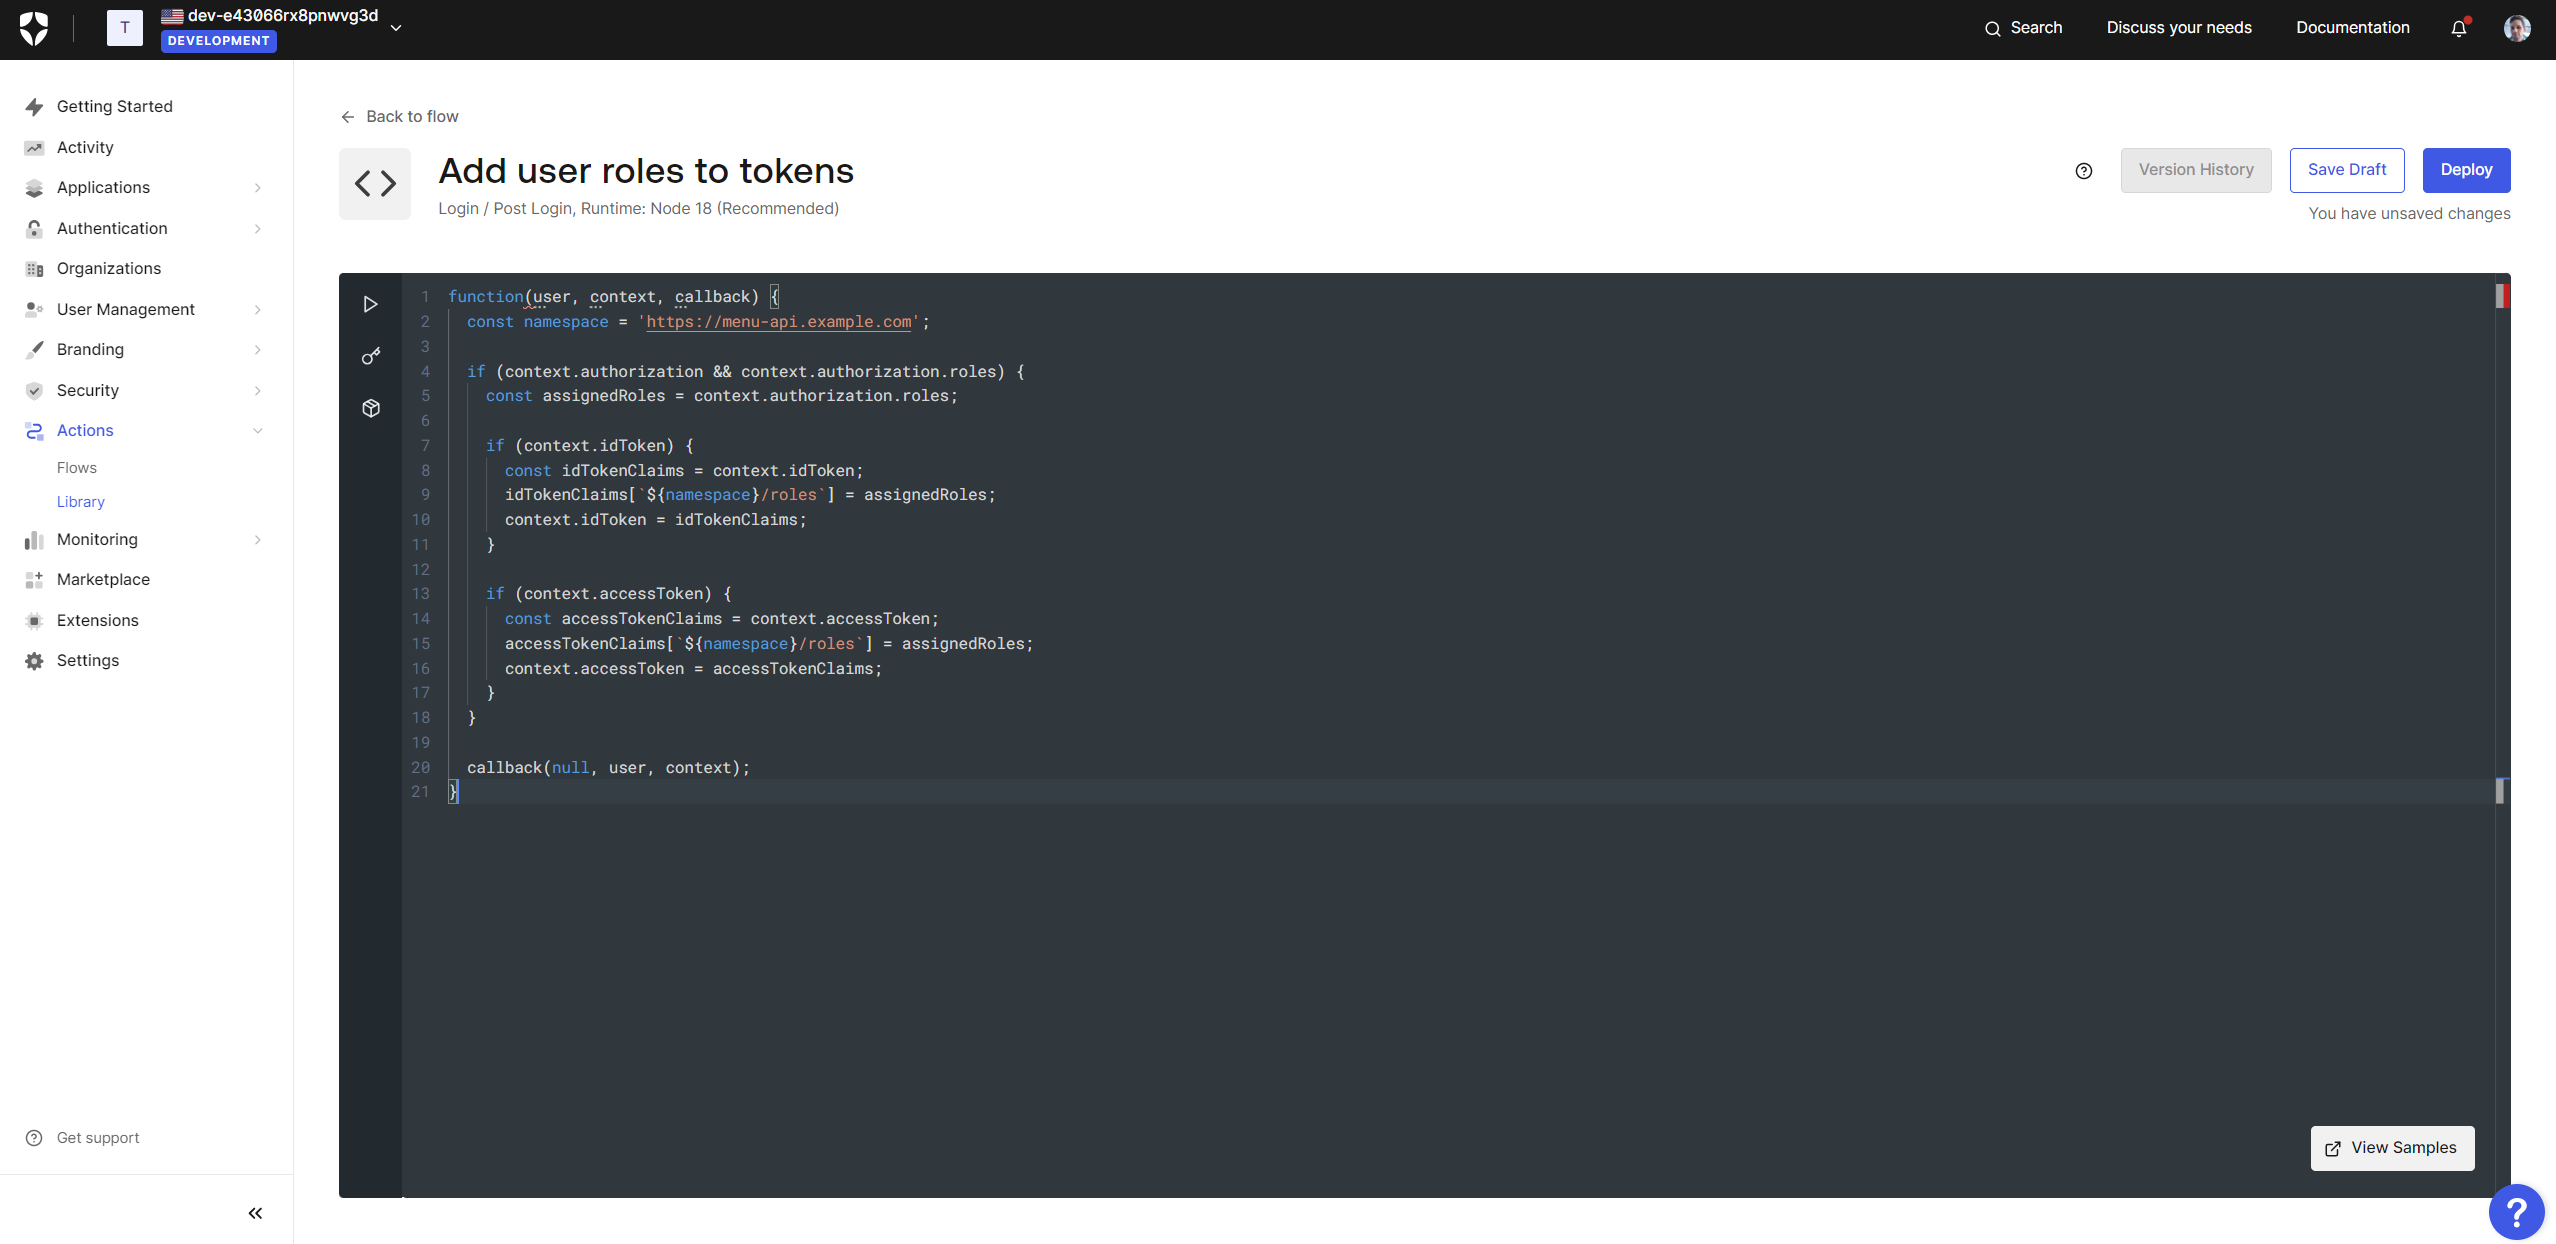 T
dev-e43066rx8pnwvg3d
DEVELOPMENT
Search
Discuss your needs
Documentation
Getting Started
Activity
Applications
Authentication
Organizations
User Management
Branding
Security
Actions
Flows
Library
Monitoring
Marketplace
Extensions
Settings
Get support
Back to flow
Add user roles to tokens
Login / Post Login, Runtime: Node 18 (Recommended)
Version History
Save Draft
Deploy
You have unsaved changes
1 function(user, context, callback) {
2   const namespace = 'https://menu-api.example.com';
3
4   if (context.authorization && context.authorization.roles) {
5     const assignedRoles = context.authorization.roles;
6
7     if (context.idToken) {
8       const idTokenClaims = context.idToken;
9       idTokenClaims[`${namespace}/roles`] = assignedRoles;
10       context.idToken = idTokenClaims;
11     }
12
13     if (context.accessToken) {
14       const accessTokenClaims = context.accessToken;
15       accessTokenClaims[`${namespace}/roles`] = assignedRoles;
16       context.accessToken = accessTokenClaims;
17     }
18   }
19
20   callback(null, user, context);
21 }
View Samples
?